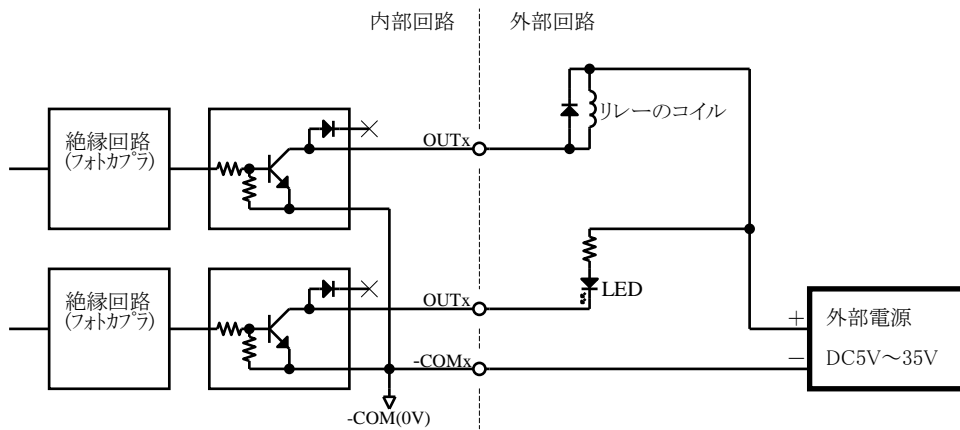 内部回路
外部回路
リレーのコイル
絶縁回路
(フォトカプラ)
OUTx
LED
絶縁回路
(フォトカプラ)
OUTx
+
外部電源
-COMx
−
DC5V～35V
-COM(0V)